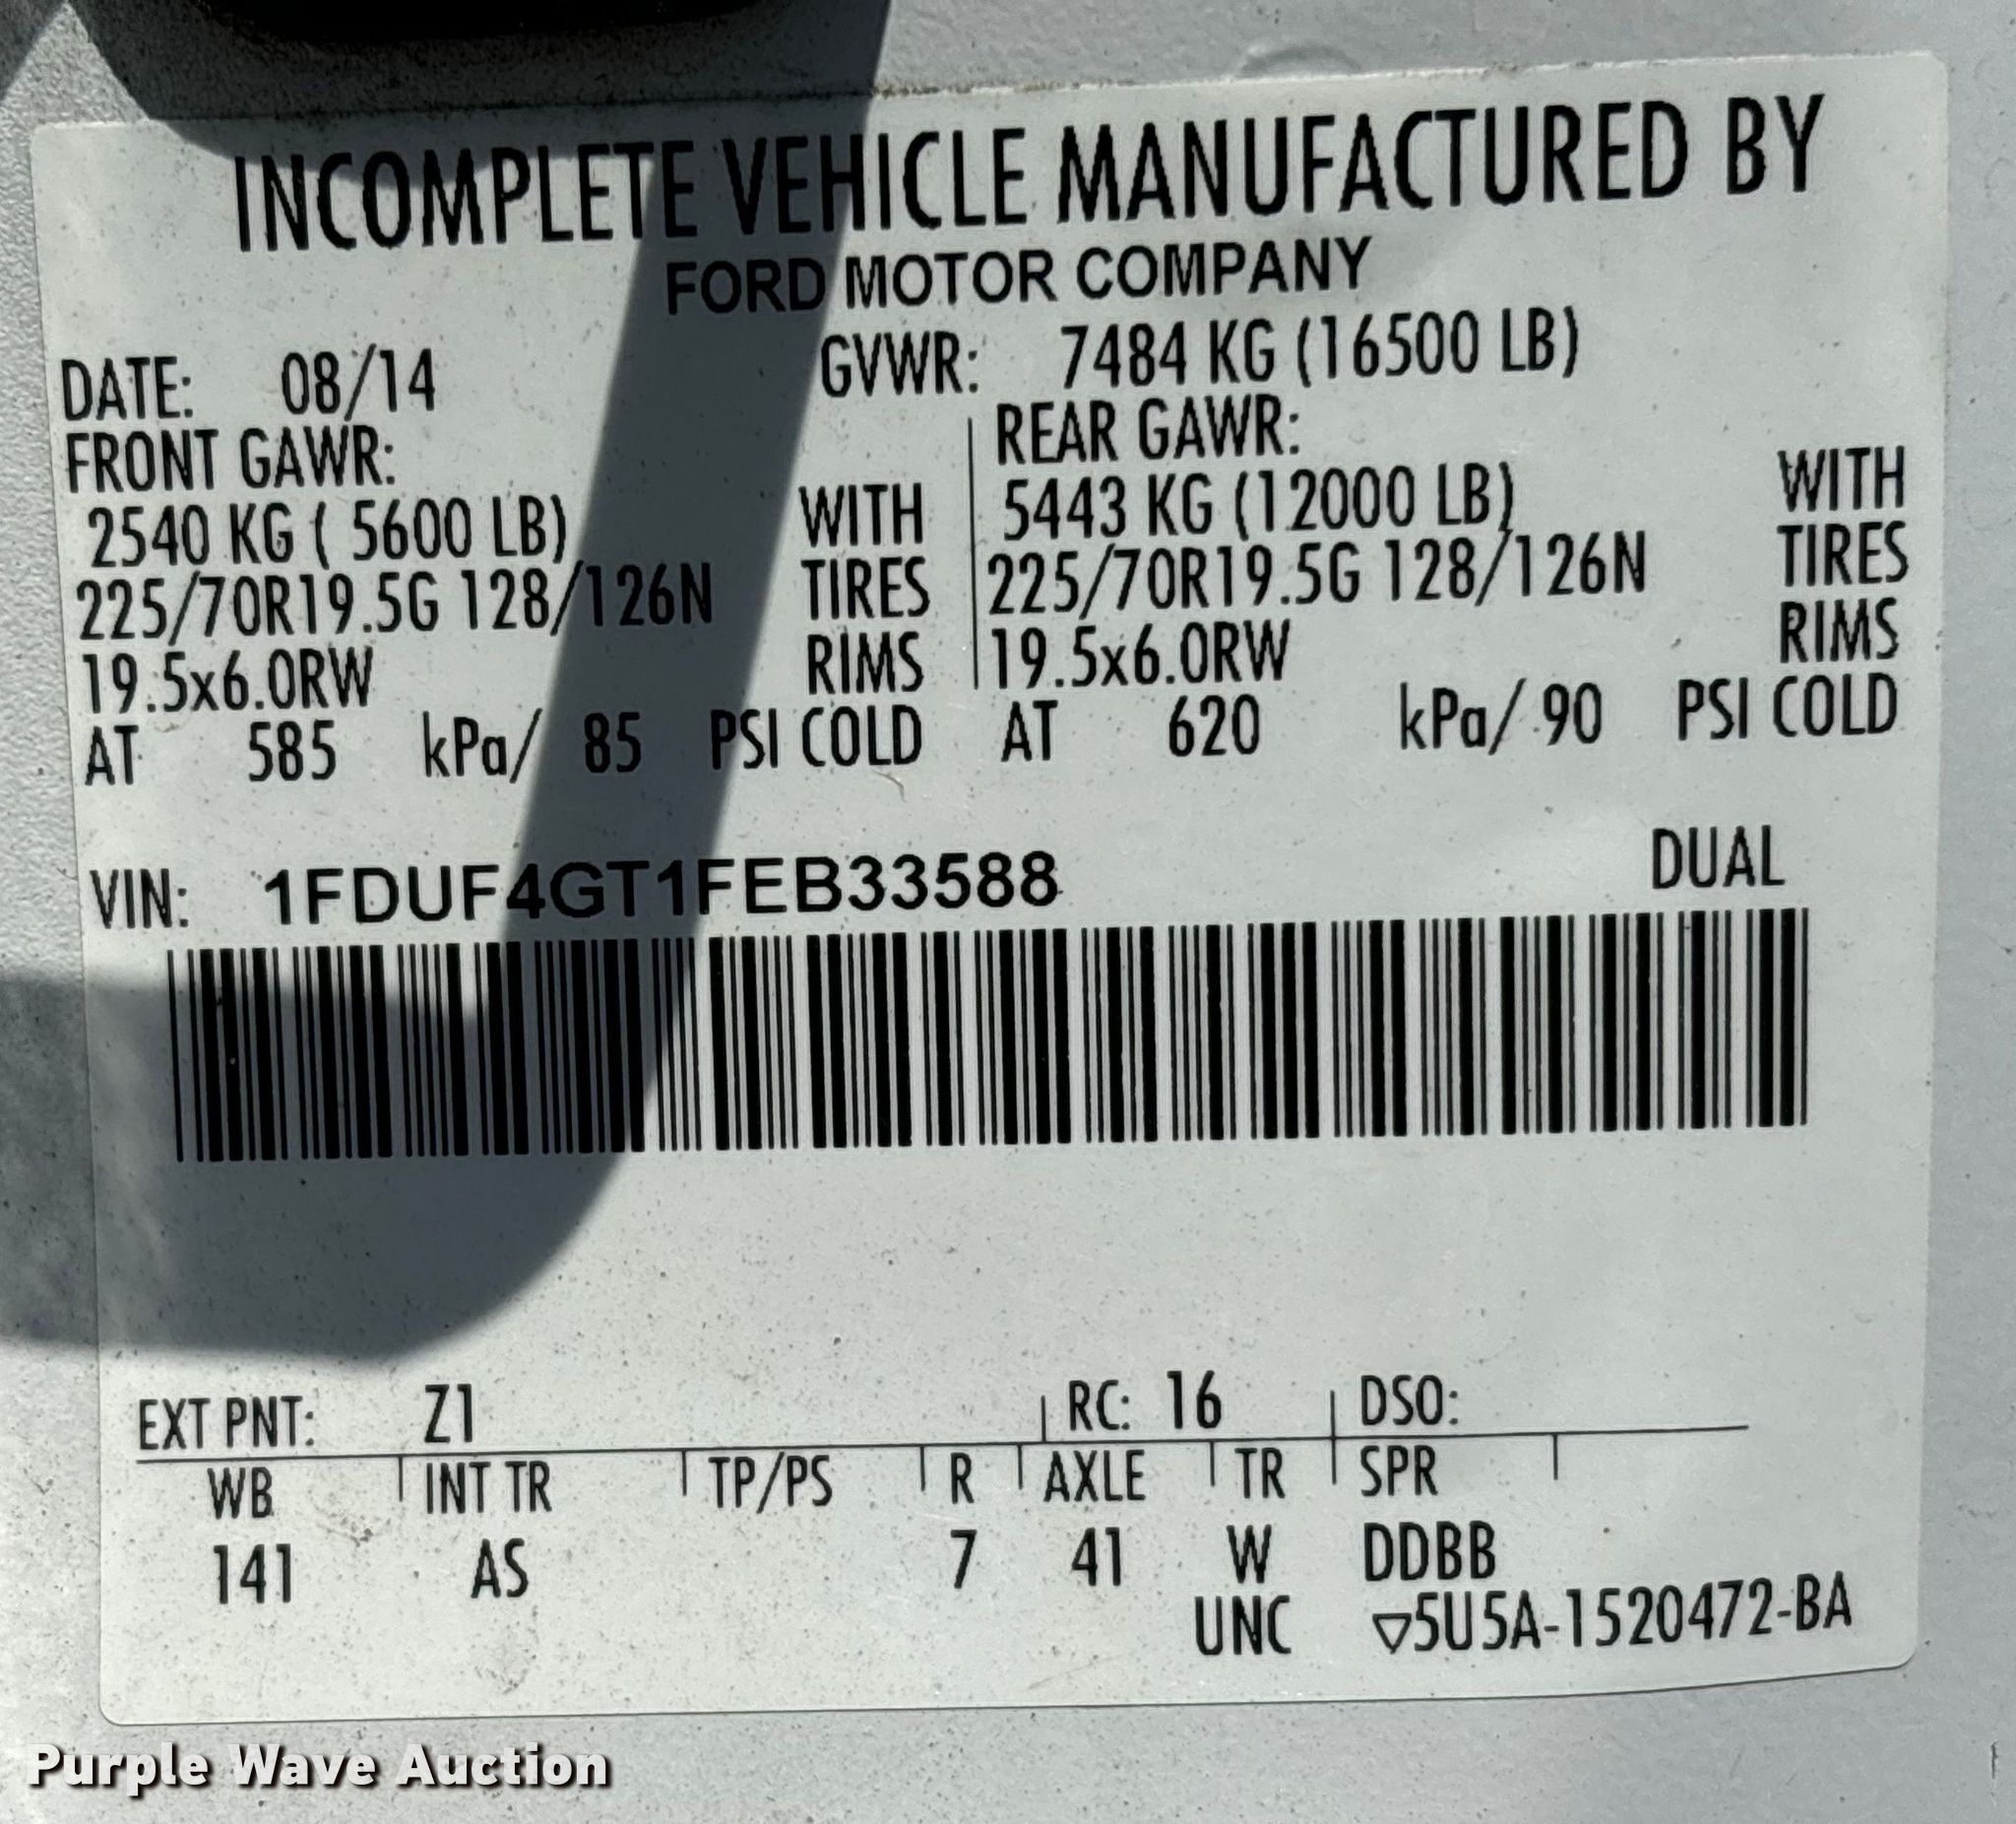 INCOMPLETE VEHICLE MANUFACTURED BY
FORD MOTOR COMPANY
DATE: 08/14 GVWR: 7484 KG (16500 LB)
FRONT GAWR: REAR GAWR:
2540 KG ( 5600 LB) WITH 5443 KG (12000 LB) WITH
225/70R19.5G 128/126N TIRES 225/70R19.5G 128/126N TIRES
19.5x6.0RW RIMS 19.5x6.0RW RIMS
AT 585 kPa/ 85 PSI COLD AT 620 kPa/ 90 PSI COLD
VIN: 1FDUF4GT1FEB33588 DUAL
EXT PNT: Z1 RC: 16 DSO:
WB INT TR TP/PS R AXLE TR SPR
141 AS 7 41 W DDBB
UNC ▽5U5A-1520472-BA
Purple Wave Auction